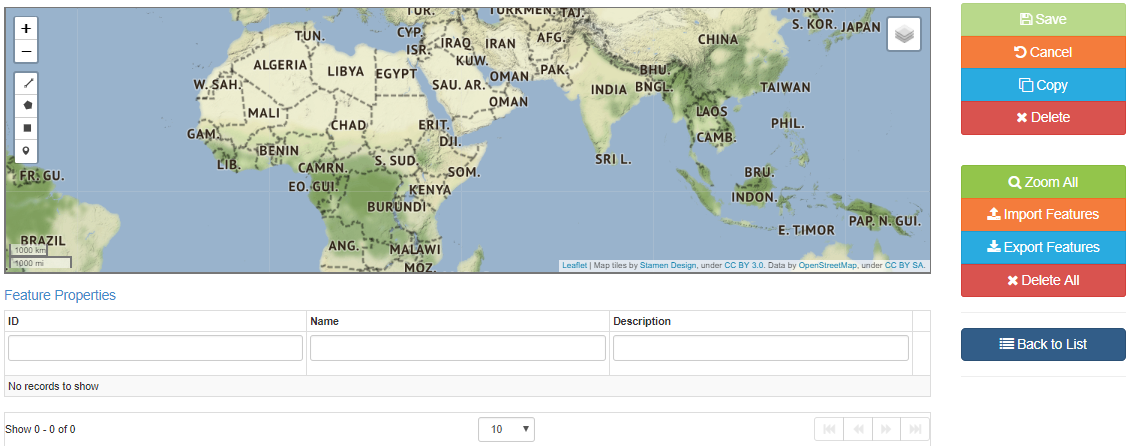 +
−
TUR.
TURKMEN.
TAJ.
N. KOR.
S. KOR.
JAPAN
TUN.
CYP.
ISR.
IRAQ
IRAN
AFG.
CHINA
ALGERIA
LIBYA
EGYPT
KUW.
PAK.
BHU.
W. SAH.
SAU. AR.
OMAN
INDIA
BNGL.
TAIWAN
MALI
OMAN
LAOS
GAM.
CHAD
ERIT.
DJI.
PHIL.
BENIN
CAMB.
LIB.
CAMRN.
S. SUD.
SOM.
SRI L.
FR. GU.
EO. GUI.
KENYA
BRU.
INDON.
BURUNDI
PAP. N. GUI.
BRAZIL
ANG.
MALAWI
E. TIMOR
MOZ.
1000 km
1000 mi
Leaflet | Map tiles by Stamen Design, under CC BY 3.0. Data by OpenStreetMap, under CC BY SA.
Save
Cancel
Copy
Delete
Zoom All
Import Features
Export Features
Delete All
Back to List
Feature Properties
ID Name Description
No records to show
Show 0 - 0 of 0 10